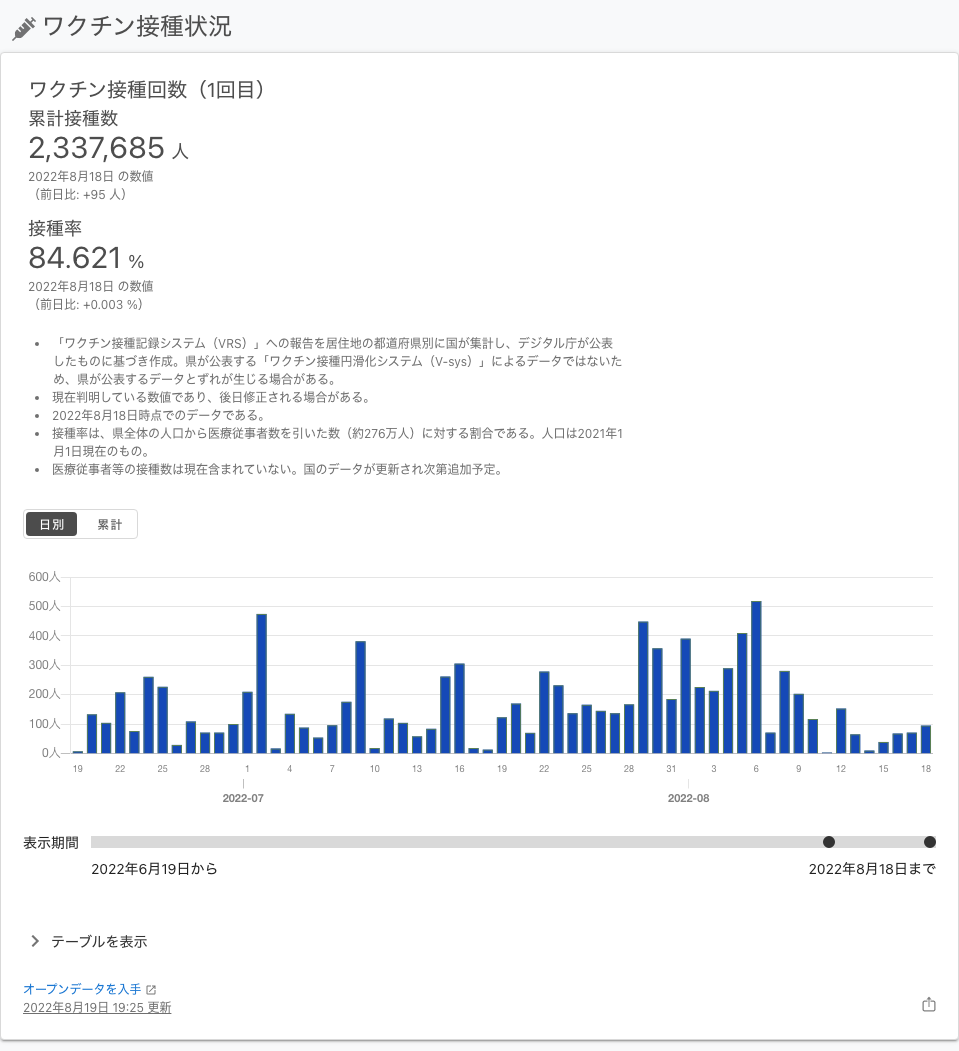 ワクチン接種状況
ワクチン接種回数（1回目）
累計接種数
2,337,685 人
2022年8月18日 の数値
（前日比: +95 人）
接種率
84.621 %
2022年8月18日 の数値
（前日比: +0.003 %）
• 「ワクチン接種記録システム（VRS）」への報告を居住地の都道府県別に国が集計し、デジタル庁が公表
したものに基づき作成。県が公表する「ワクチン接種円滑化システム（V-sys）」によるデータではないた
め、県が公表するデータとずれが生じる場合がある。
• 現在判明している数値であり、後日修正される場合がある。
• 2022年8月18日時点でのデータである。
• 接種率は、県全体の人口から医療従事者数を引いた数（約276万人）に対する割合である。人口は2021年1
月1日現在のもの。
• 医療従事者等の接種数は現在含まれていない。国のデータが更新され次第追加予定。
日別 累計
600人
500人
400人
300人
200人
100人
0人
19 22 25 28 1 4 7 10 13 16 19 22 25 28 31 3 6 9 12 15 18
2022-07 2022-08
表示期間
2022年6月19日から 2022年8月18日まで
テーブルを表示
オープンデータを入手
2022年8月19日 19:25 更新